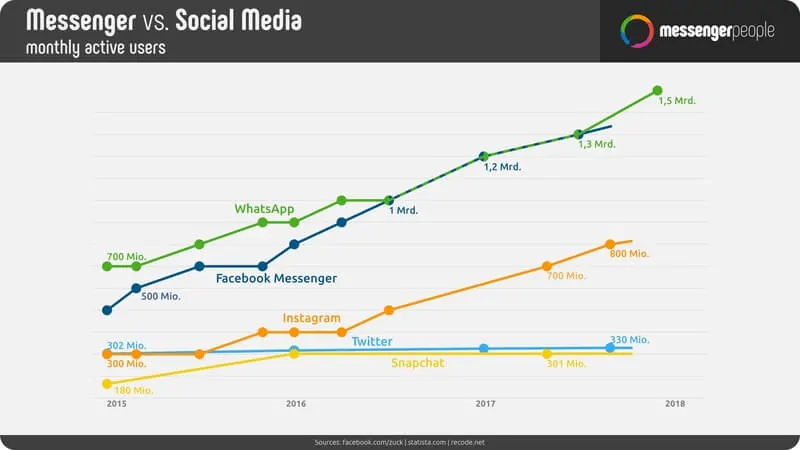 Messenger vs. Social Media
monthly active users
messengerpeople
1,5 Mrd.
1,3 Mrd.
1,2 Mrd.
WhatsApp
1 Mrd.
700 Mio.
Facebook Messenger
500 Mio.
800 Mio.
700 Mio.
Instagram
302 Mio.
Twitter
330 Mio.
300 Mio.
Snapchat
301 Mio.
180 Mio.
2015
2016
2017
2018
Sources: facebook.com/zuck | statista.com | recode.net